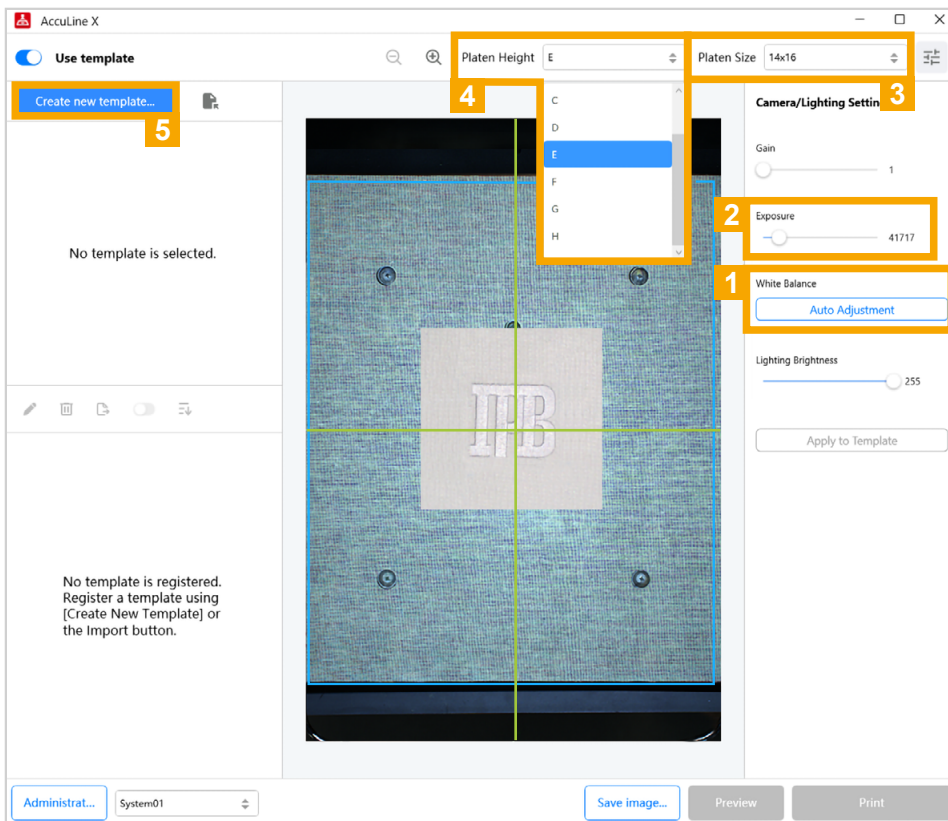 AccuLine X
Use template
Platen Height E
Platen Size 14x16
4
3
Create new template...
5
C
D
E
F
G
H
Camera/Lighting Settin
Gain
1
2
Exposure
41717
No template is selected.
1
White Balance
Auto Adjustment
Lighting Brightness
255
IPB
Apply to Template
No template is registered.
Register a template using
[Create New Template] or
the Import button.
Administrat...
System01
Save image...
Preview
Print